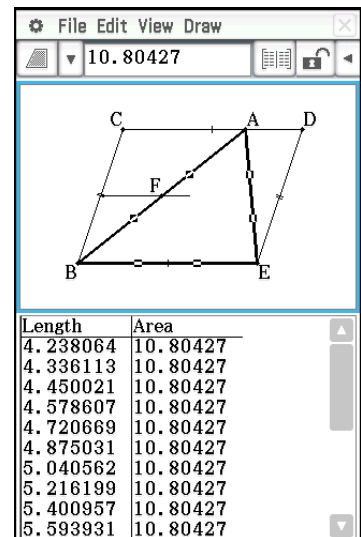 File Edit View Draw
10.80427
C A D
F
B E
Length Area
4.238064 10.80427
4.336113 10.80427
4.450021 10.80427
4.578607 10.80427
4.720669 10.80427
4.875031 10.80427
5.040562 10.80427
5.216199 10.80427
5.400957 10.80427
5.593931 10.80427